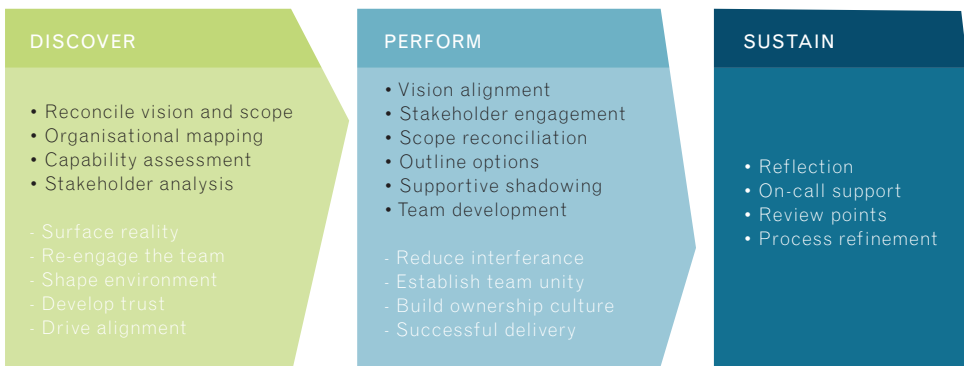 DISCOVER
• Reconcile vision and scope
• Organisational mapping
• Capability assessment
• Stakeholder analysis
- Surface reality
- Re-engage the team
- Shape environment
- Develop trust
- Drive alignment
PERFORM
• Vision alignment
• Stakeholder engagement
• Scope reconciliation
• Outline options
• Supportive shadowing
• Team development
- Reduce interferance
- Establish team unity
- Build ownership culture
- Successful delivery
SUSTAIN
• Reflection
• On-call support
• Review points
• Process refinement